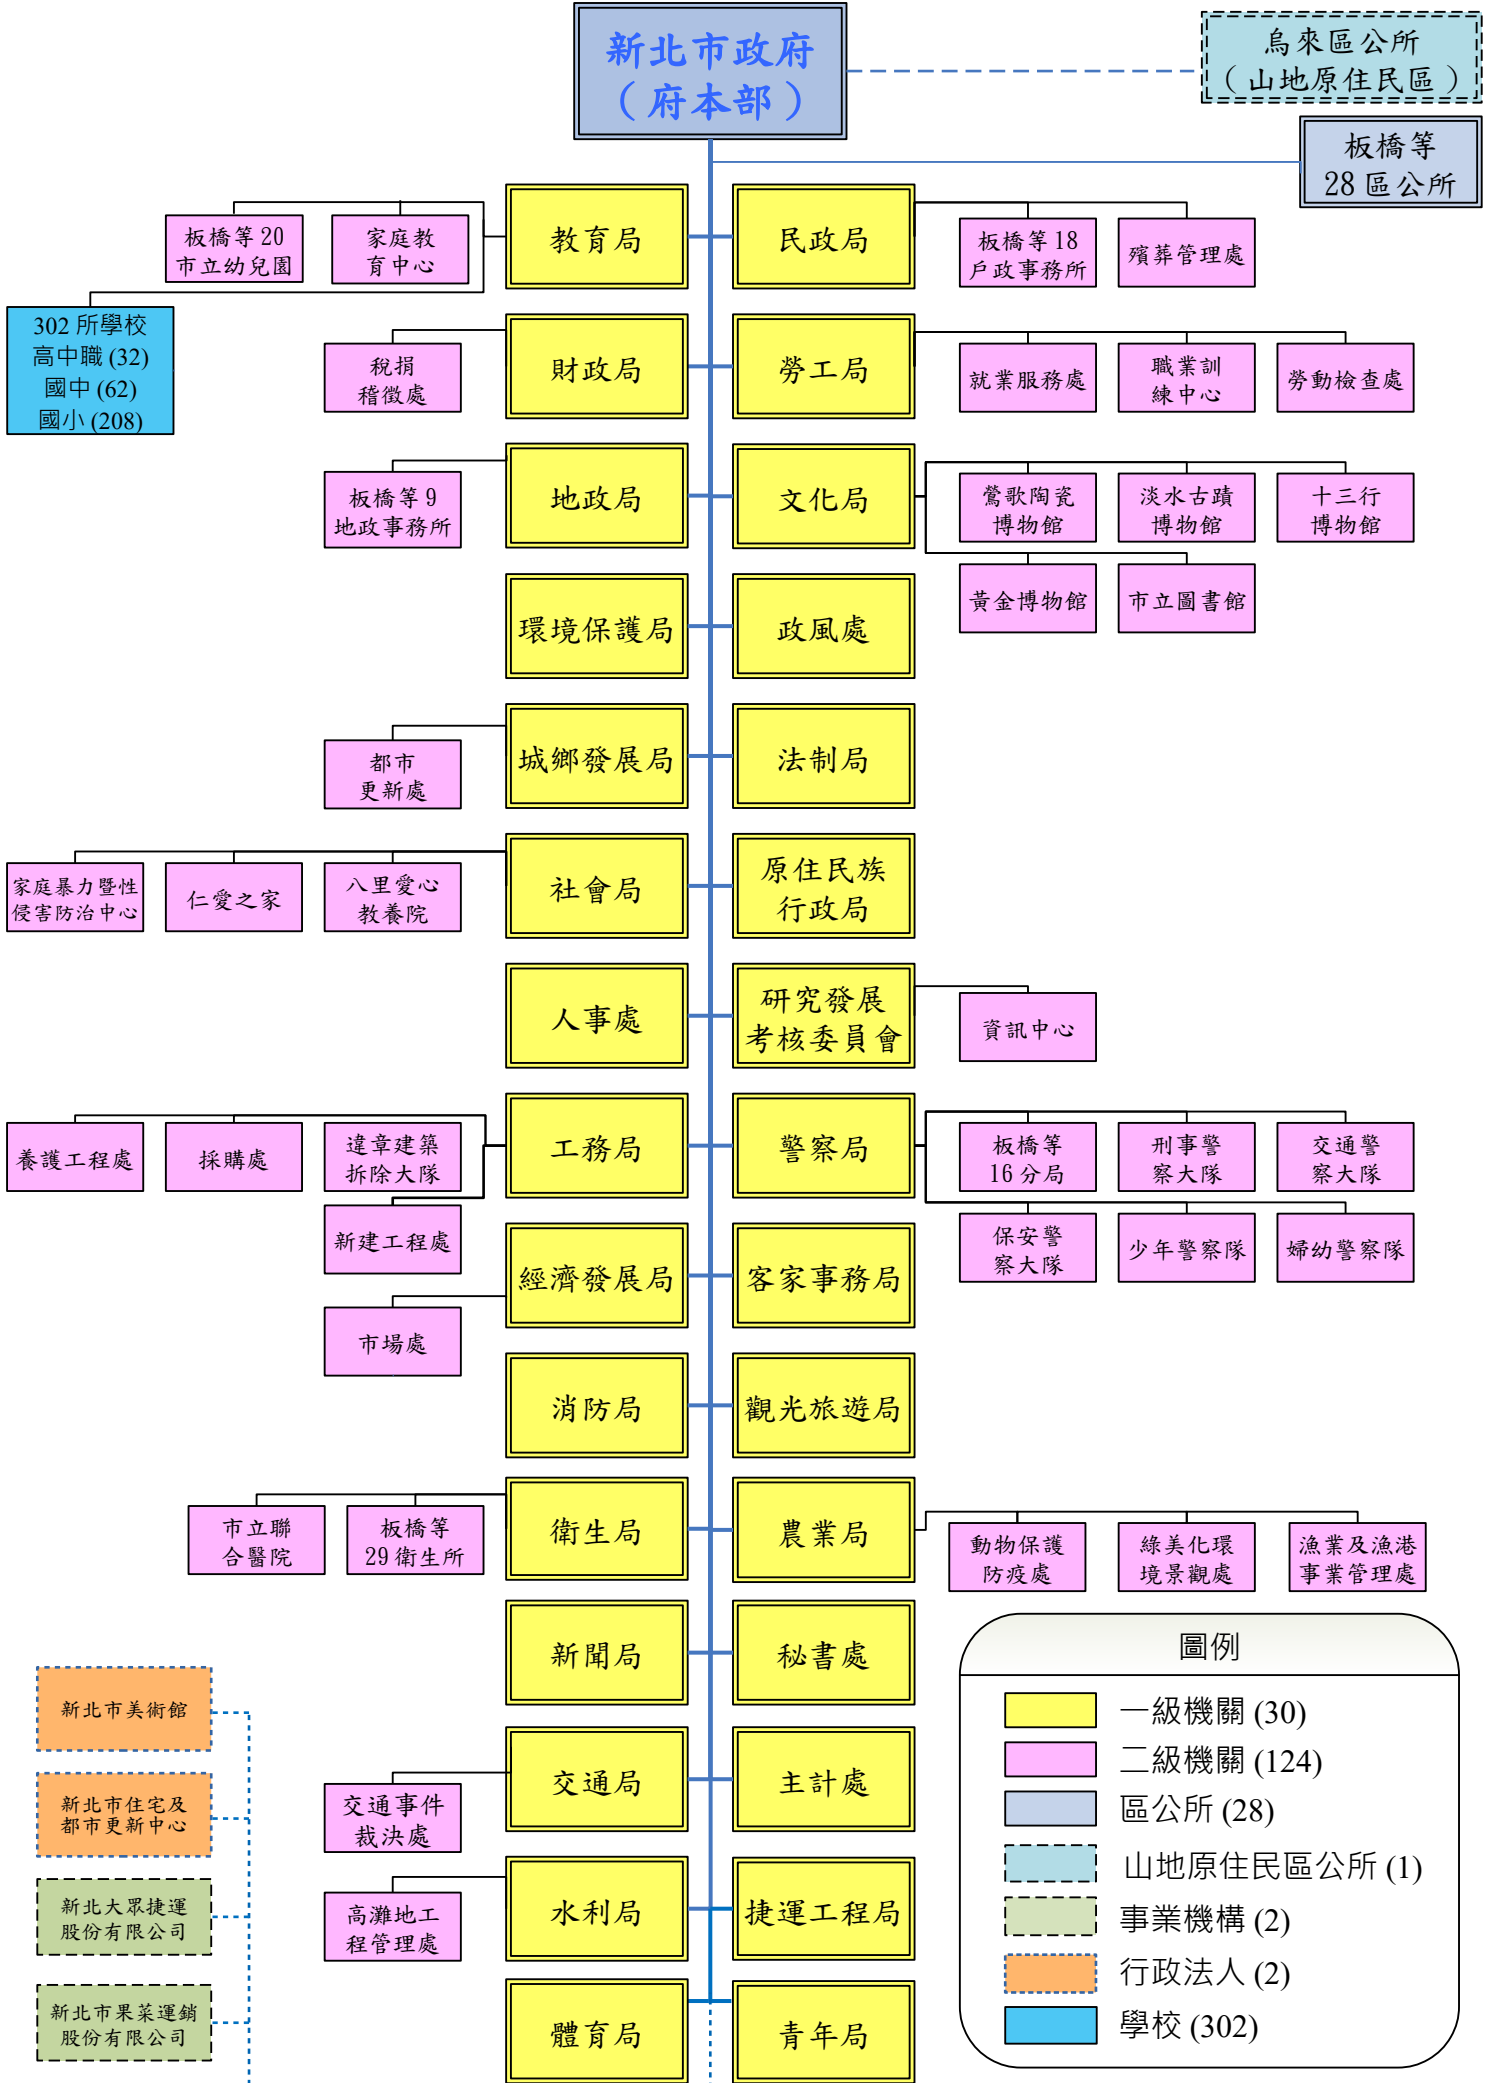 新北市政府
(府本部)
烏來區公所
(山地原住民區)
板橋等
28 區公所
板橋等 20
市立幼兒園
家庭教
育中心
教育局
民政局
板橋等 18
戶政事務所
殯葬管理處
302 所學校
高中職 (32)
國中 (62)
國小 (208)
稅捐
稽徵處
財政局
勞工局
就業服務處
職業訓
練中心
勞動檢查處
板橋等 9
地政事務所
地政局
文化局
鶯歌陶瓷
博物館
淡水古蹟
博物館
十三行
博物館
黃金博物館
市立圖書館
環境保護局
政風處
都市
更新處
城鄉發展局
法制局
家庭暴力暨性
侵害防治中心
仁愛之家
八里愛心
教養院
社會局
原住民族
行政局
人事處
研究發展
考核委員會
資訊中心
養護工程處
採購處
違章建築
拆除大隊
新建工程處
工務局
警察局
板橋等
16 分局
刑事警
察大隊
交通警
察大隊
保安警
察大隊
少年警察隊
婦幼警察隊
經濟發展局
客家事務局
市場處
消防局
觀光旅遊局
市立聯
合醫院
板橋等
29 衛生所
衛生局
農業局
動物保護
防疫處
綠美化環
境景觀處
漁業及漁港
事業管理處
新聞局
秘書處
交通事件
裁決處
交通局
主計處
高灘地工
程管理處
水利局
捷運工程局
體育局
青年局
新北市美術館
新北市住宅及
都市更新中心
新北大眾捷運
股份有限公司
新北市果菜運銷
股份有限公司
圖例
一級機關 (30)
二級機關 (124)
區公所 (28)
山地原住民區公所 (1)
事業機構 (2)
行政法人 (2)
學校 (302)